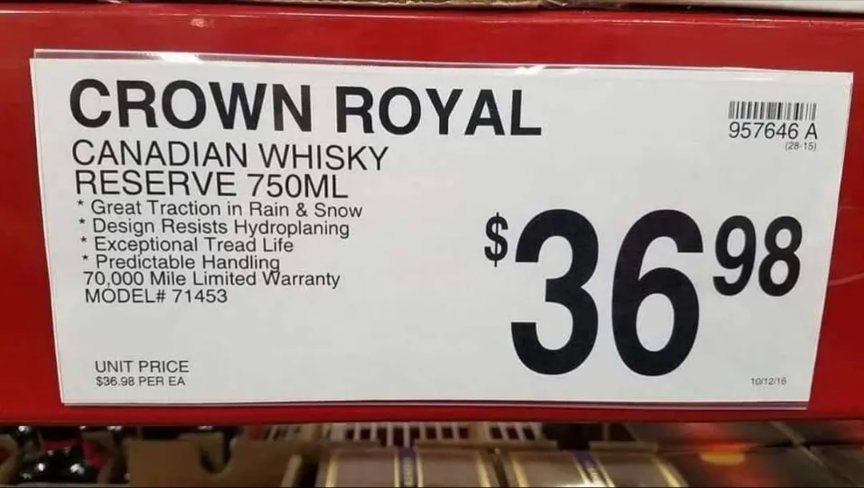 CROWN ROYAL
CANADIAN WHISKY
RESERVE 750ML
* Great Traction in Rain & Snow
* Design Resists Hydroplaning
* Exceptional Tread Life
* Predictable Handling
70,000 Mile Limited Warranty
MODEL# 71453
UNIT PRICE
$36.98 PER EA
957646 A
(28-15)
$36 98
10/12/16